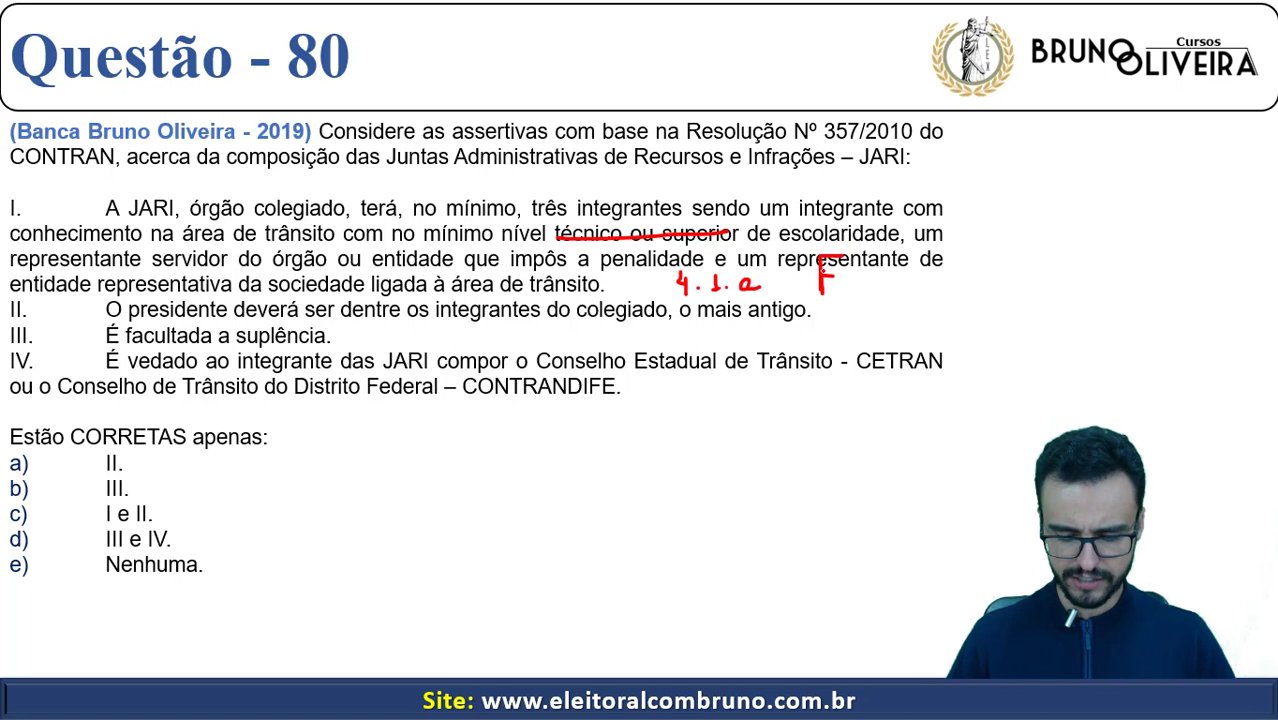 Questão - 80
Cursos
BRUNO
OLIVEIRA
LEX
(Banca Bruno Oliveira - 2019) Considere as assertivas com base na Resolução Nº 357/2010 do
CONTRAN, acerca da composição das Juntas Administrativas de Recursos e Infrações – JARI:
I. A JARI, órgão colegiado, terá, no mínimo, três integrantes sendo um integrante com
conhecimento na área de trânsito com no mínimo nível técnico ou superior de escolaridade, um
representante servidor do órgão ou entidade que impôs a penalidade e um representante de
entidade representativa da sociedade ligada à área de trânsito. 4.1.a F
II. O presidente deverá ser dentre os integrantes do colegiado, o mais antigo.
III. É facultada a suplência.
IV. É vedado ao integrante das JARI compor o Conselho Estadual de Trânsito - CETRAN
ou o Conselho de Trânsito do Distrito Federal – CONTRANDIFE.
Estão CORRETAS apenas:
a) II.
b) III.
c) I e II.
d) III e IV.
e) Nenhuma.
Site: www.eleitoralcombruno.com.br